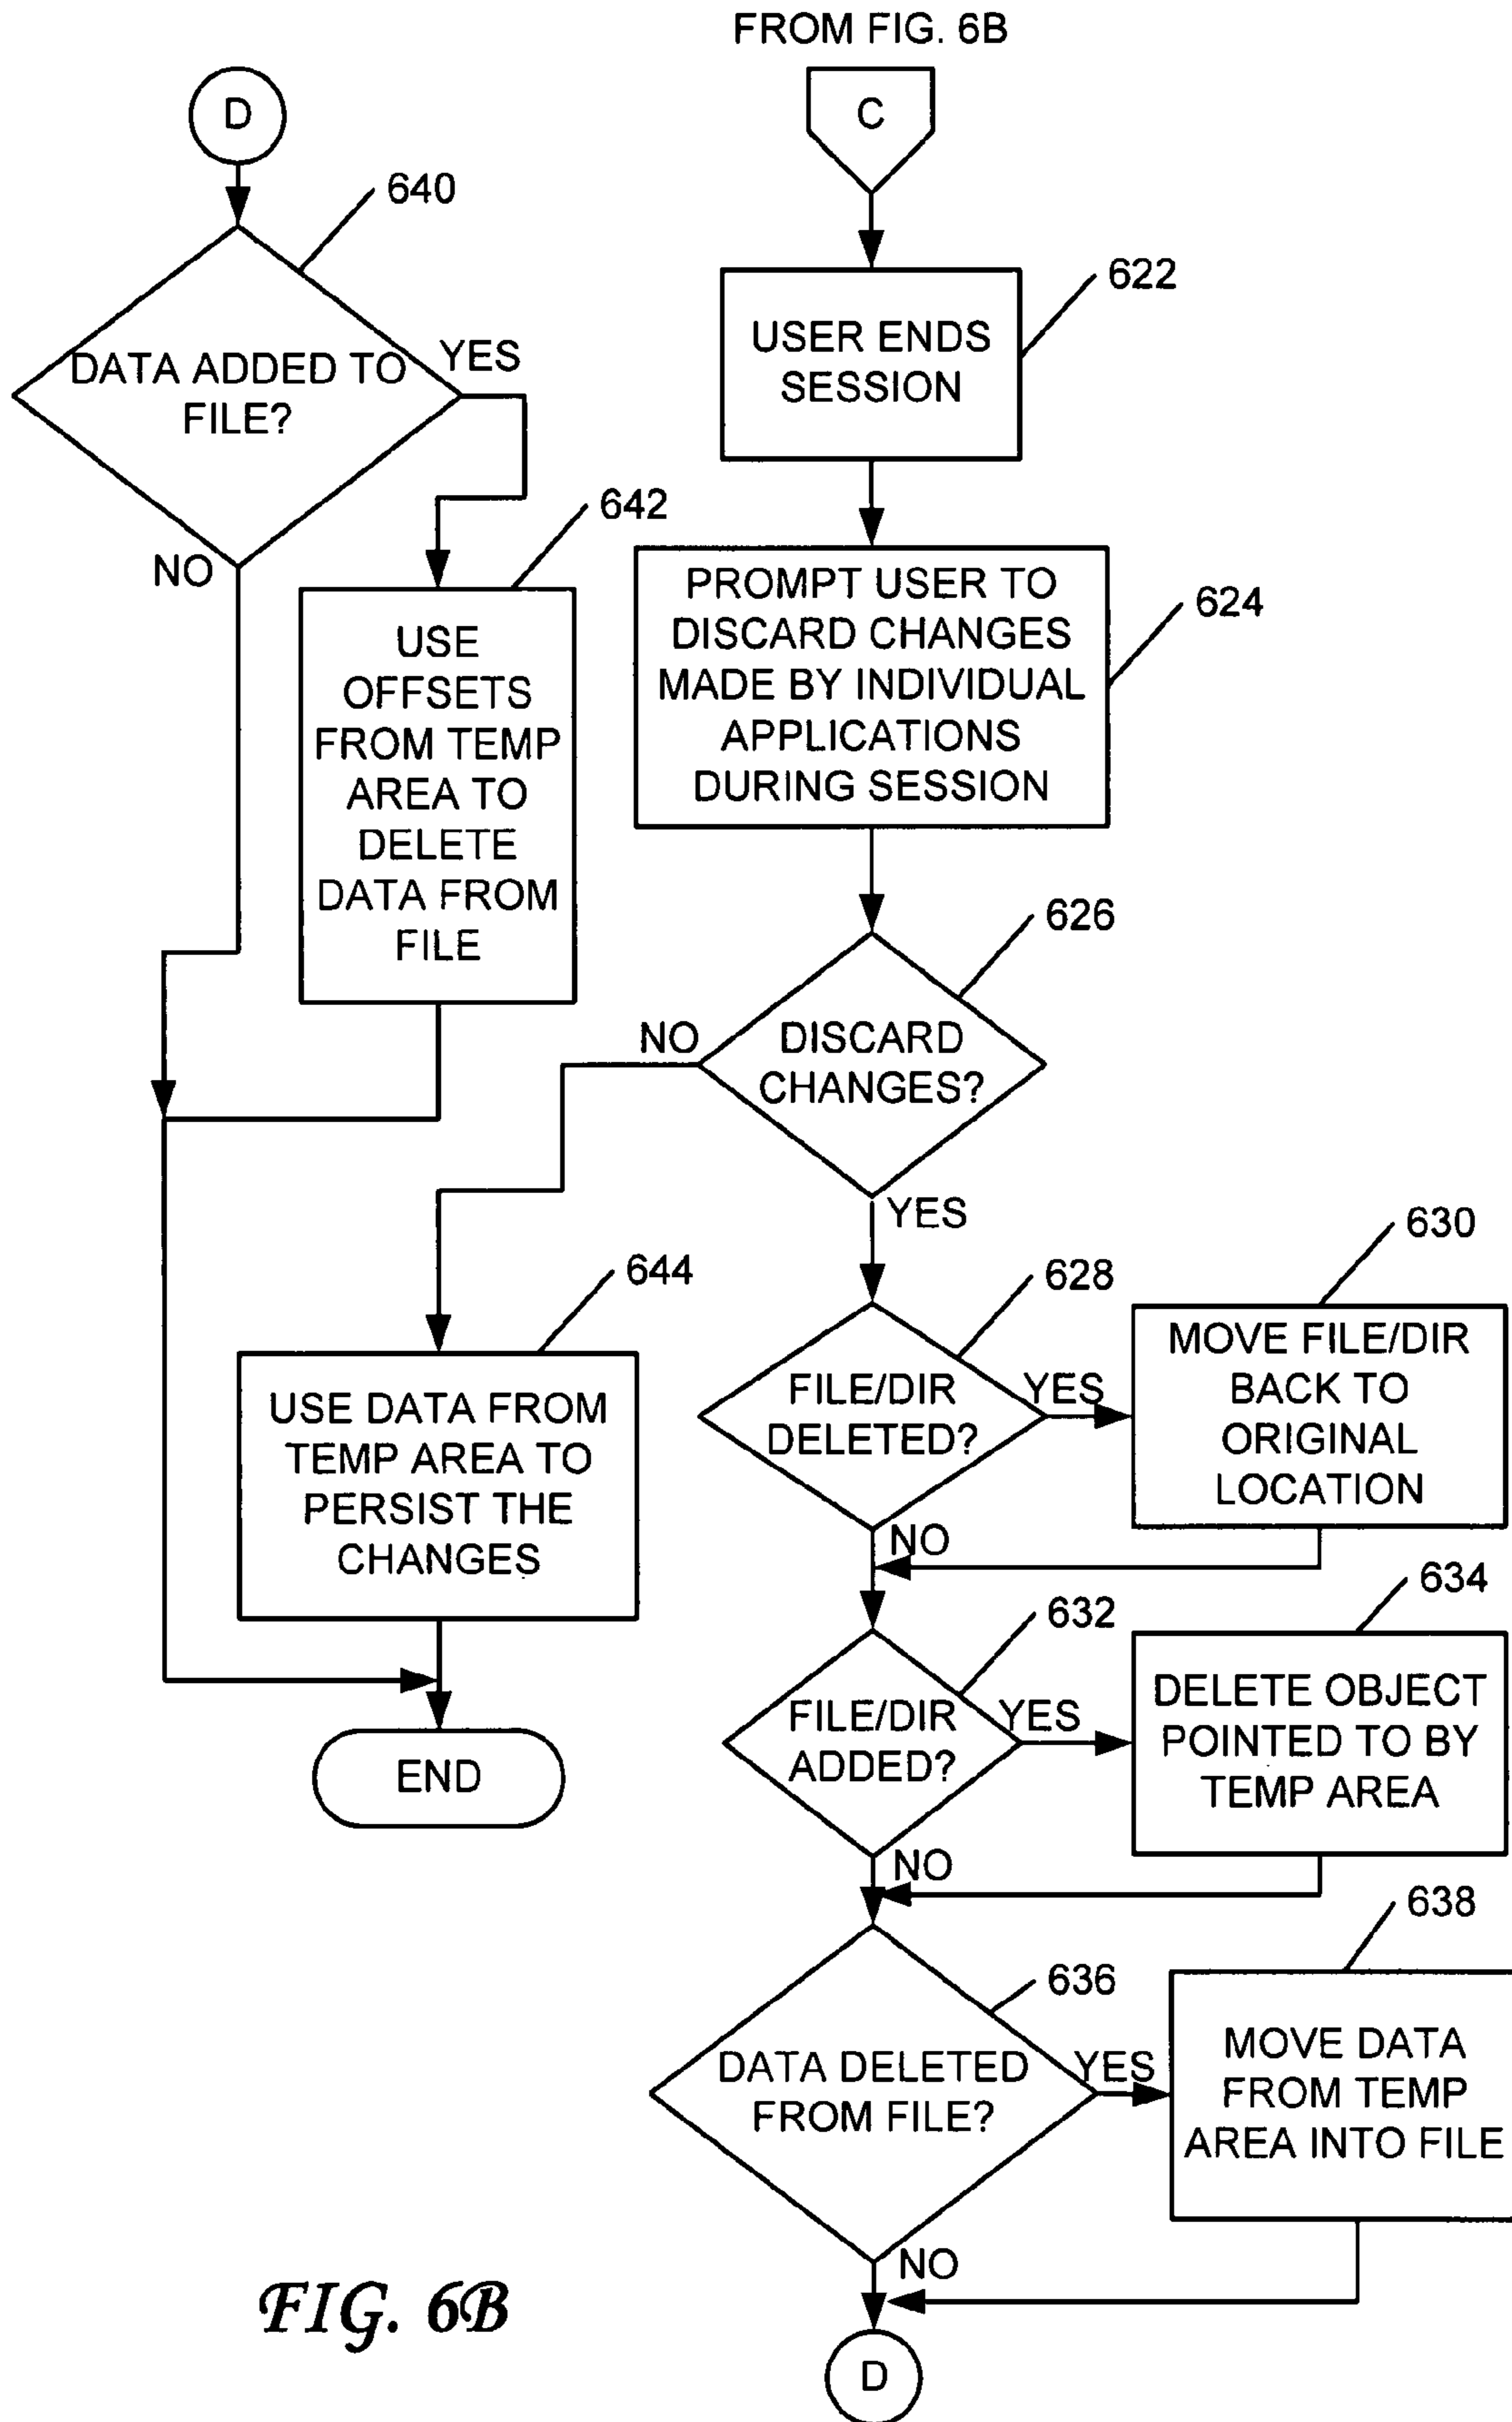 FROM FIG. 6B
C
622
USER ENDS
SESSION
624
PROMPT USER TO
DISCARD CHANGES
MADE BY INDIVIDUAL
APPLICATIONS
DURING SESSION
626
DISCARD
CHANGES?
NO
YES
628
FILE/DIR
DELETED?
YES
NO
630
MOVE FILE/DIR
BACK TO
ORIGINAL
LOCATION
632
FILE/DIR
ADDED?
YES
NO
634
DELETE OBJECT
POINTED TO BY
TEMP AREA
636
DATA DELETED
FROM FILE?
YES
NO
638
MOVE DATA
FROM TEMP
AREA INTO FILE
D
D
640
DATA ADDED TO
FILE?
YES
NO
642
USE
OFFSETS
FROM TEMP
AREA TO
DELETE
DATA FROM
FILE
644
USE DATA FROM
TEMP AREA TO
PERSIST THE
CHANGES
END
FIG. 6B